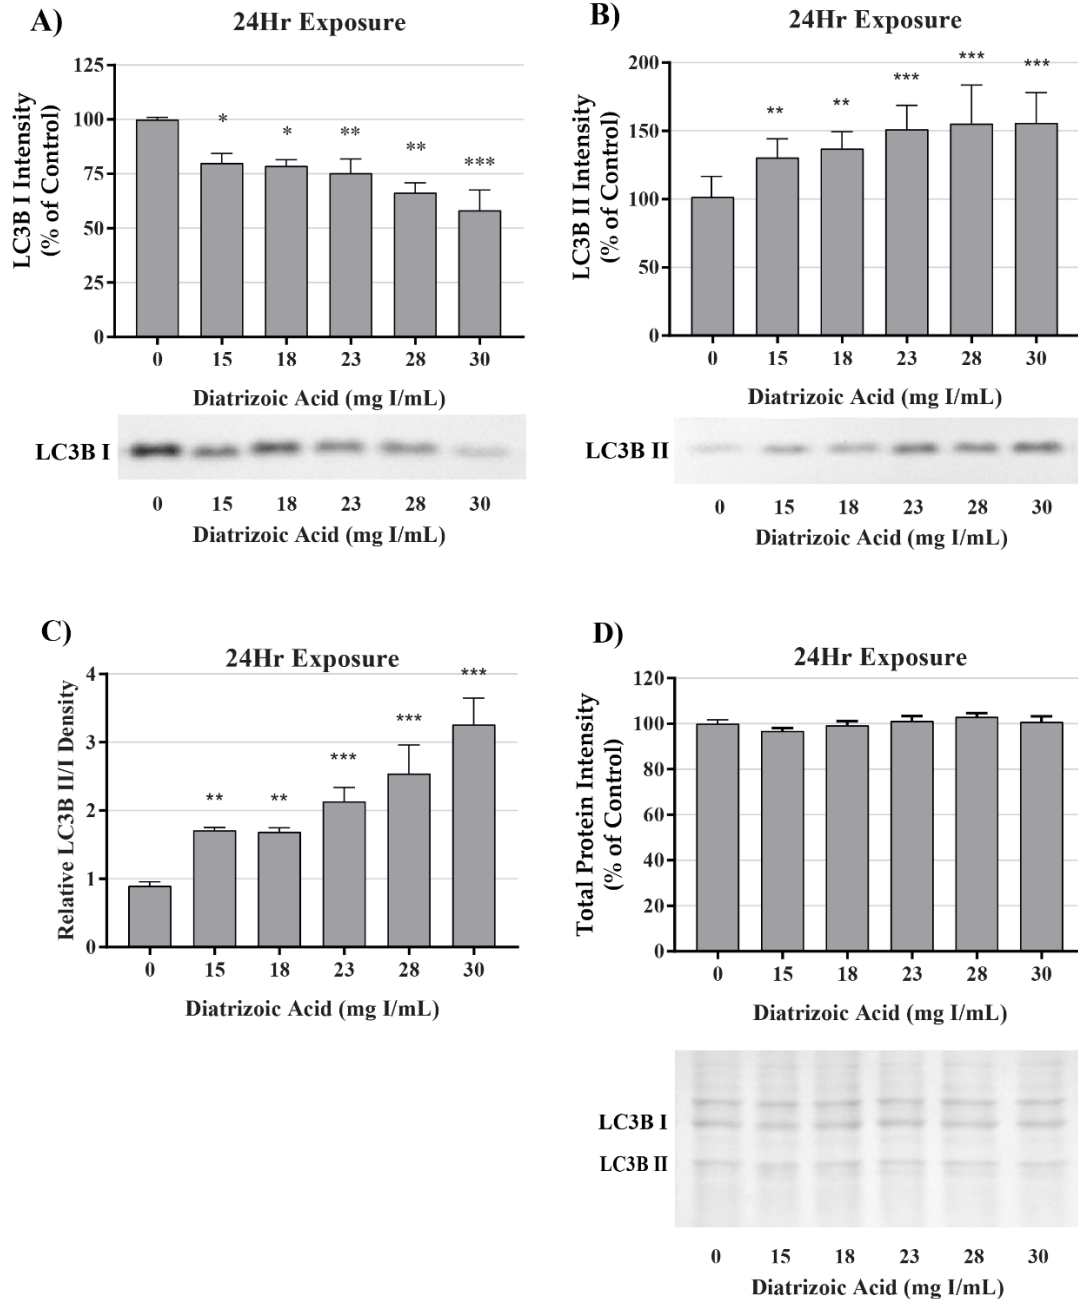 A)
24Hr Exposure
LC3B I Intensity
(% of Control)
125
100
75
50
25
0
*
*
**
**
***
0 15 18 23 28 30
Diatrizoic Acid (mg I/mL)
LC3B I
0 15 18 23 28 30
Diatrizoic Acid (mg I/mL)
B)
24Hr Exposure
LC3B II Intensity
(% of Control)
200
150
100
50
0
**
**
***
***
***
0 15 18 23 28 30
Diatrizoic Acid (mg I/mL)
LC3B II
0 15 18 23 28 30
Diatrizoic Acid (mg I/mL)
C)
24Hr Exposure
Relative LC3B II/I Density
4
3
2
1
0
**
**
***
***
***
0 15 18 23 28 30
Diatrizoic Acid (mg I/mL)
D)
24Hr Exposure
Total Protein Intensity
(% of Control)
120
100
80
60
40
20
0
0 15 18 23 28 30
Diatrizoic Acid (mg I/mL)
LC3B I
LC3B II
0 15 18 23 28 30
Diatrizoic Acid (mg I/mL)